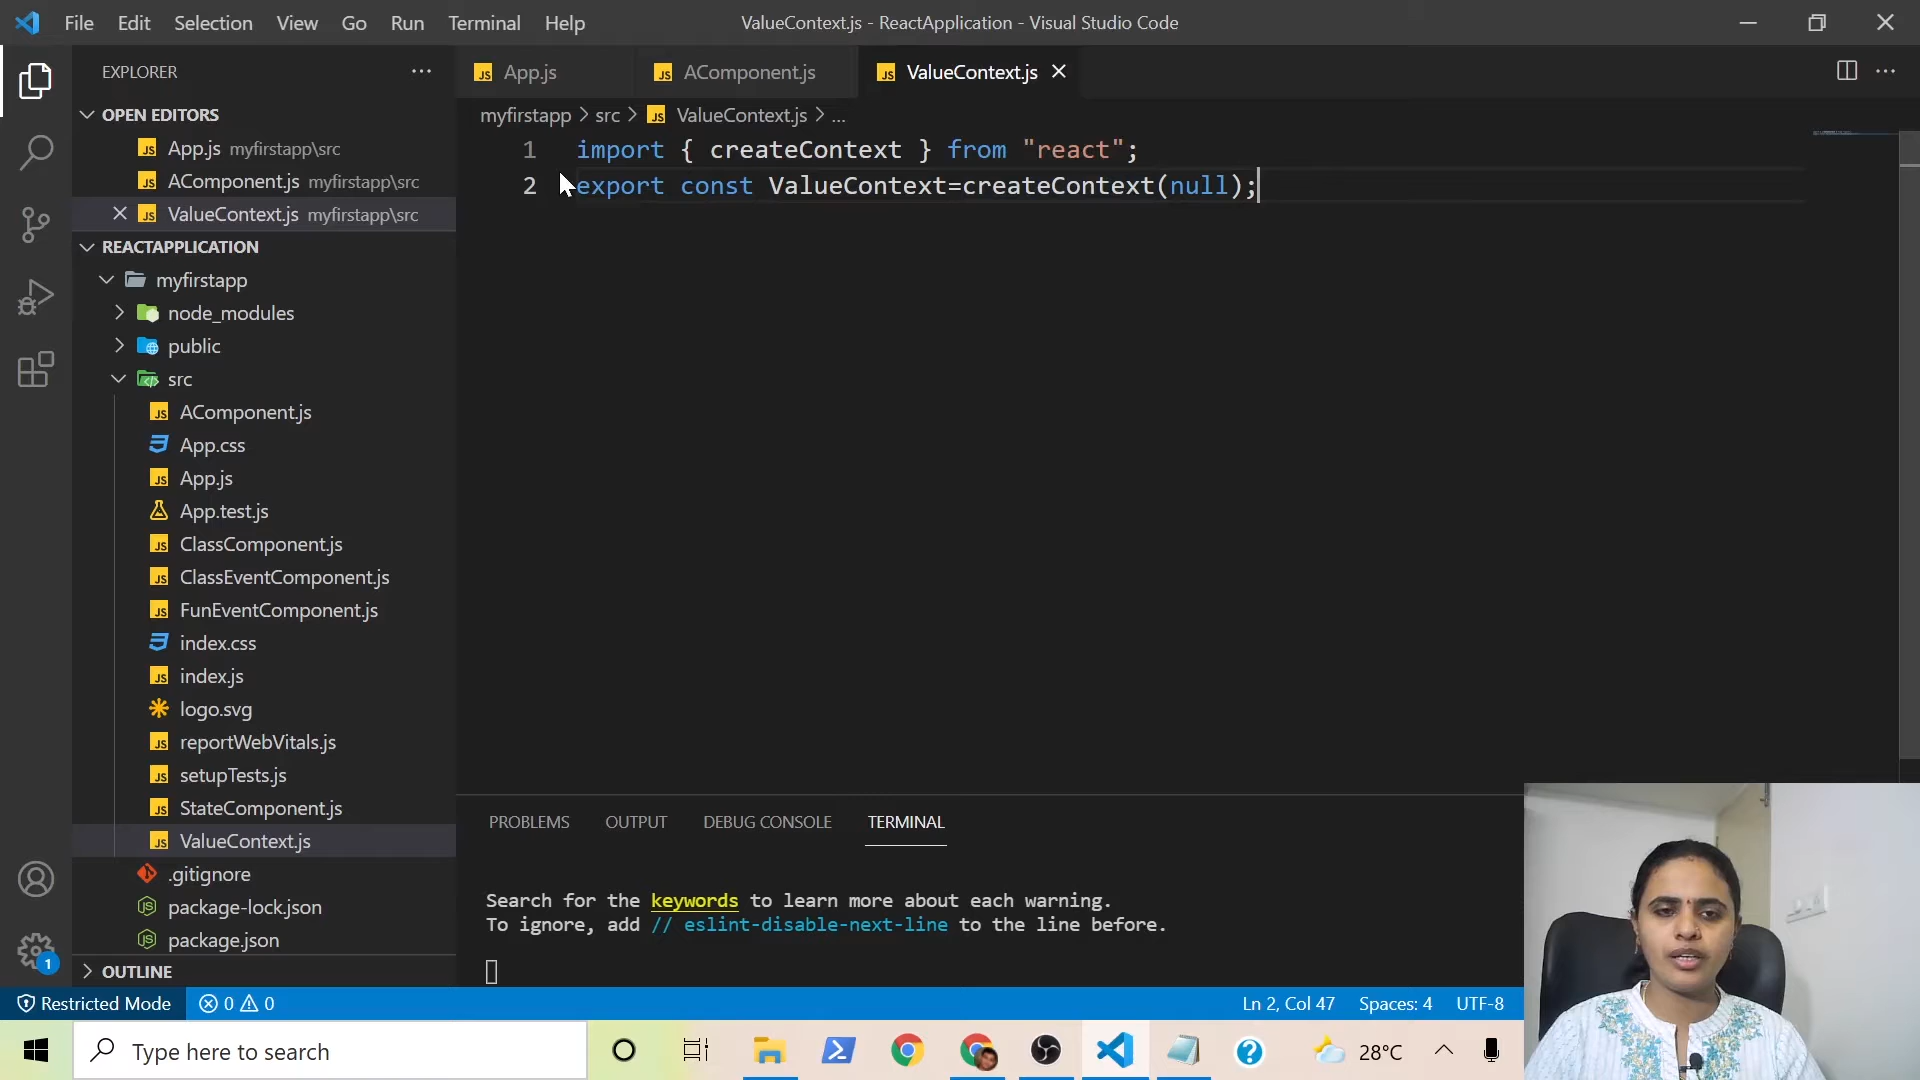 File Edit Selection View Go Run Terminal Help ValueContext.js - ReactApplication - Visual Studio Code
EXPLORER
OPEN EDITORS
App.js myfirstapp\src
AComponent.js myfirstapp\src
ValueContext.js myfirstapp\src
REACTAPPLICATION
myfirstapp
node_modules
public
src
AComponent.js
App.css
App.js
App.test.js
ClassComponent.js
ClassEventComponent.js
FunEventComponent.js
index.css
index.js
logo.svg
reportWebVitals.js
setupTests.js
StateComponent.js
ValueContext.js
.gitignore
package-lock.json
package.json
OUTLINE
JS App.js JS AComponent.js JS ValueContext.js
myfirstapp > src > JS ValueContext.js > ...
1 import { createContext } from "react";
2 export const ValueContext=createContext(null);
PROBLEMS OUTPUT DEBUG CONSOLE TERMINAL
Search for the keywords to learn more about each warning.
To ignore, add // eslint-disable-next-line to the line before.
1
Restricted Mode 0 0 Ln 2, Col 47 Spaces: 4 UTF-8
Type here to search 28°C